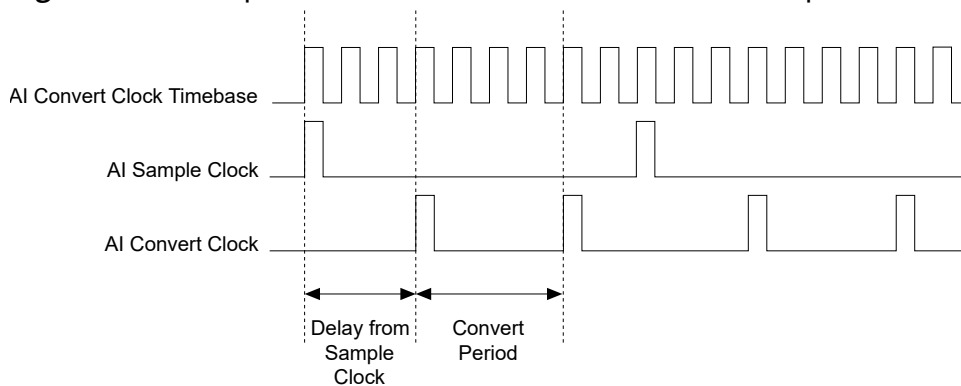 AI Convert Clock Timebase
AI Sample Clock
AI Convert Clock
Delay from
Sample
Clock
Convert
Period